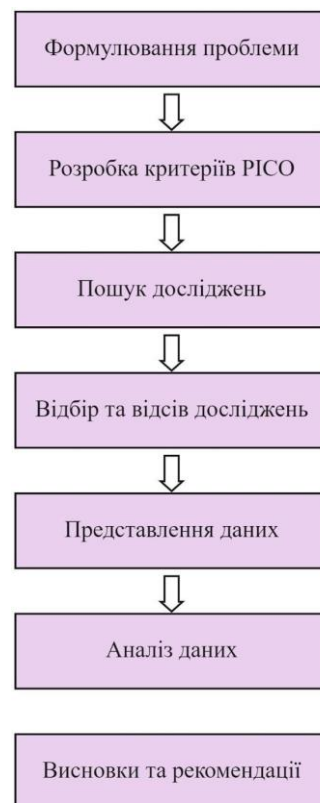 Формулювання проблеми
Розробка критеріїв PICO
Пошук досліджень
Відбір та відсів досліджень
Представлення даних
Аналіз даних
Висновки та рекомендації